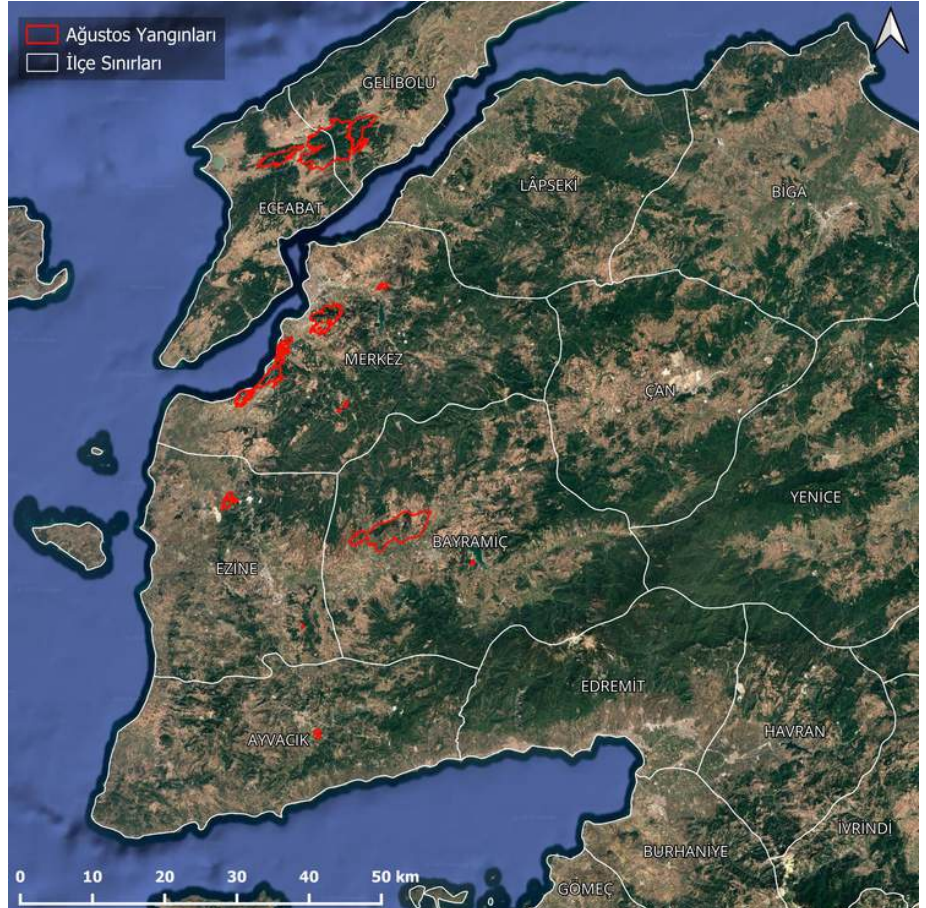 Ağustos Yangınları
İlçe Sınırları
GELİBOLU
LÂPSEKİ
BİGA
ECEABAT
MERKEZ
ÇAN
YENİCE
BAYRAMİÇ
EZİNE
EDREMİT
HAVRAN
AYVACIK
İVRİNDİ
BURHANİYE
GÖMEÇ
0 10 20 30 40 50 km
0